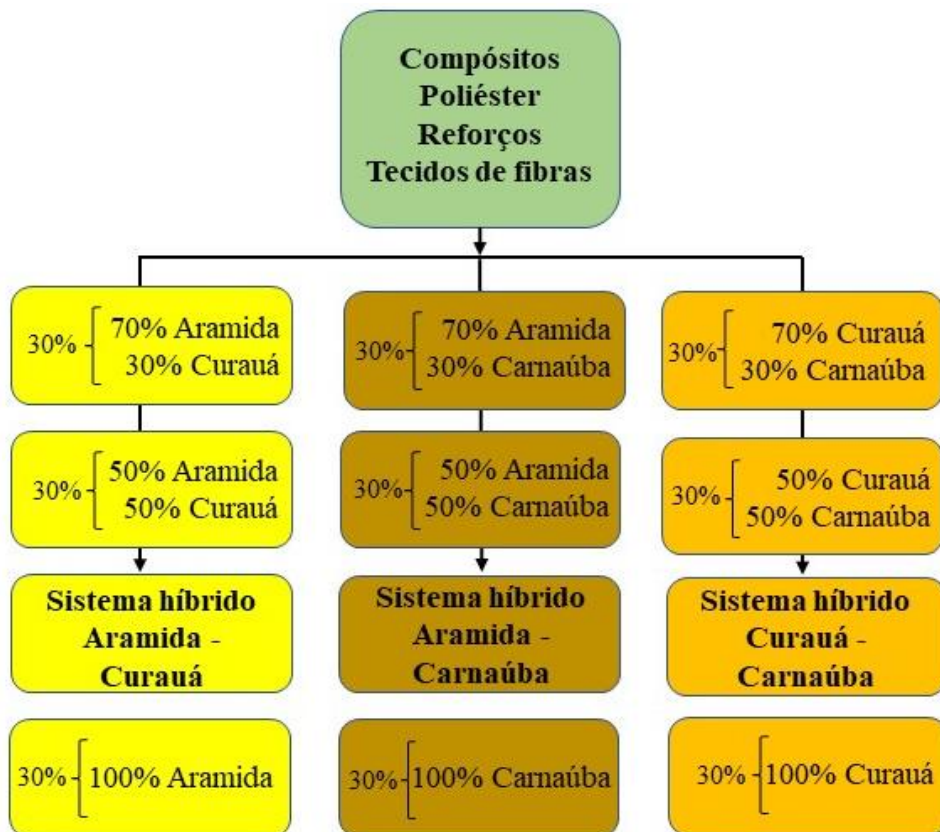 Compósitos
Poliéster
Reforços
Tecidos de fibras
30%
70% Aramida
30% Curauá
30%
70% Aramida
30% Carnaúba
30%
70% Curauá
30% Carnaúba
30%
50% Aramida
50% Curauá
30%
50% Aramida
50% Carnaúba
30%
50% Curauá
50% Carnaúba
Sistema híbrido
Aramida -
Curauá
Sistema híbrido
Aramida -
Carnaúba
Sistema híbrido
Curauá -
Carnaúba
30% 100% Aramida
30% 100% Carnaúba
30% 100% Curauá